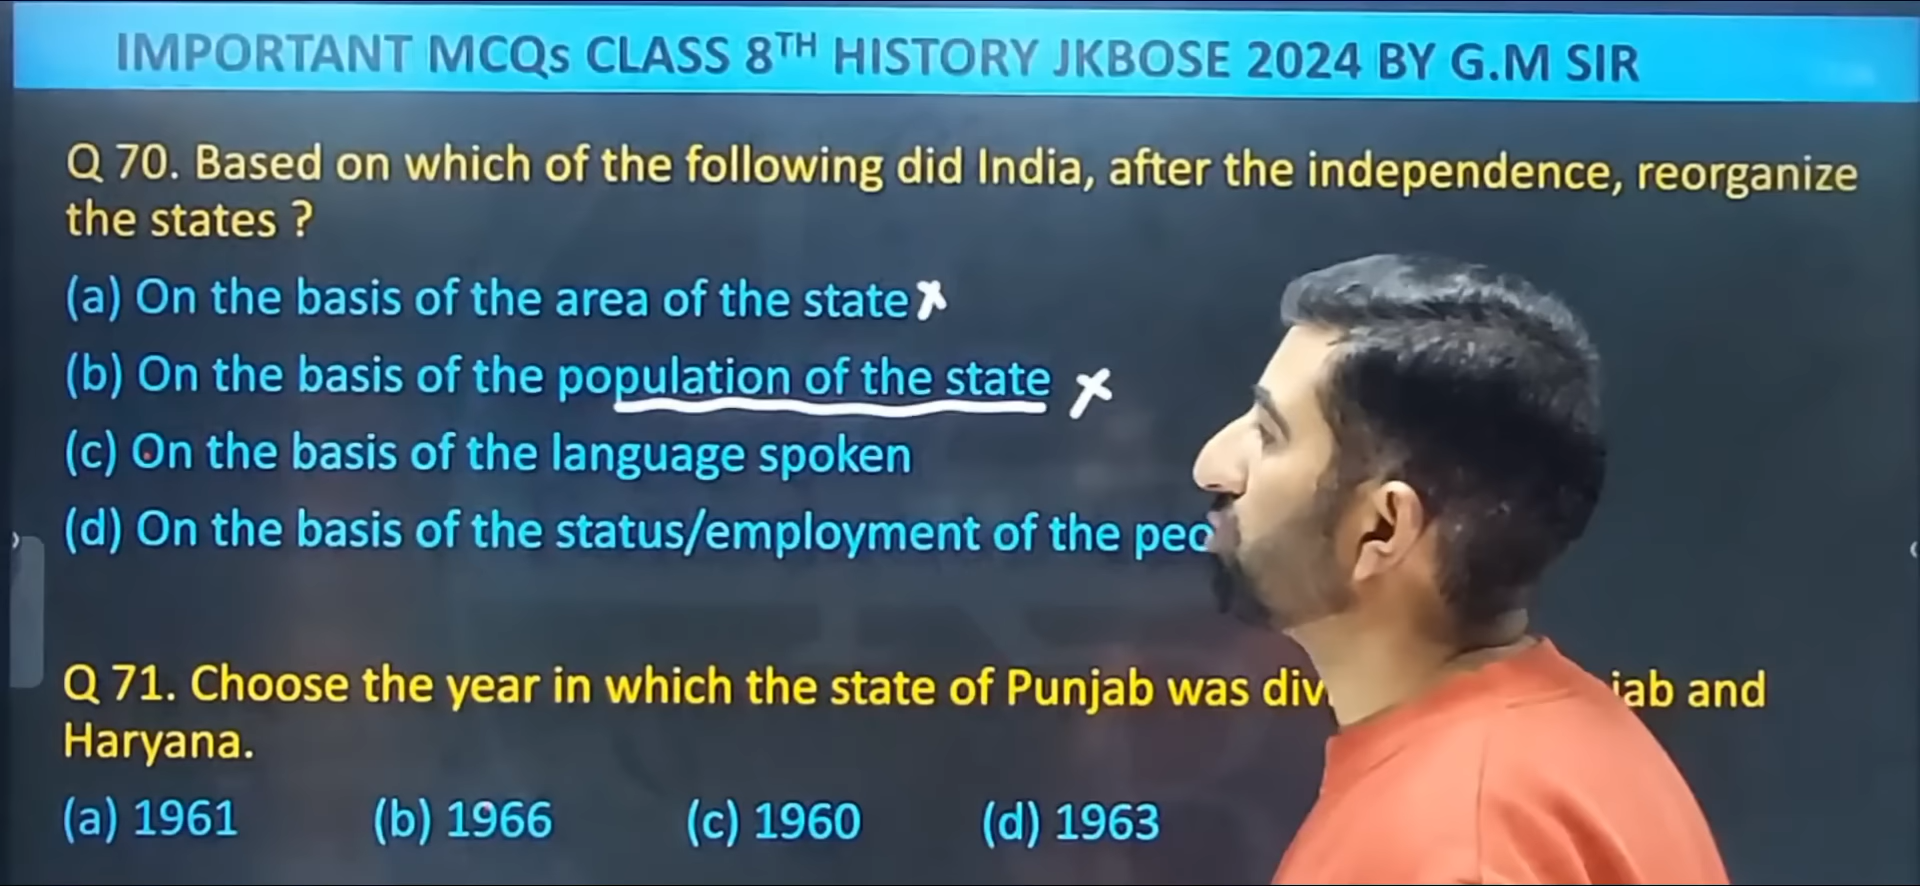 IMPORTANT MCQs CLASS 8TH HISTORY JKBOSE 2024 BY G.M SIR
Q 70. Based on which of the following did India, after the independence, reorganize
the states ?
(a) On the basis of the area of the state
(b) On the basis of the population of the state
(c) On the basis of the language spoken
(d) On the basis of the status/employment of the
Q 71. Choose the year in which the state of Punjab was and
Haryana.
(a) 1961 (b) 1966 (c) 1960 (d) 1963